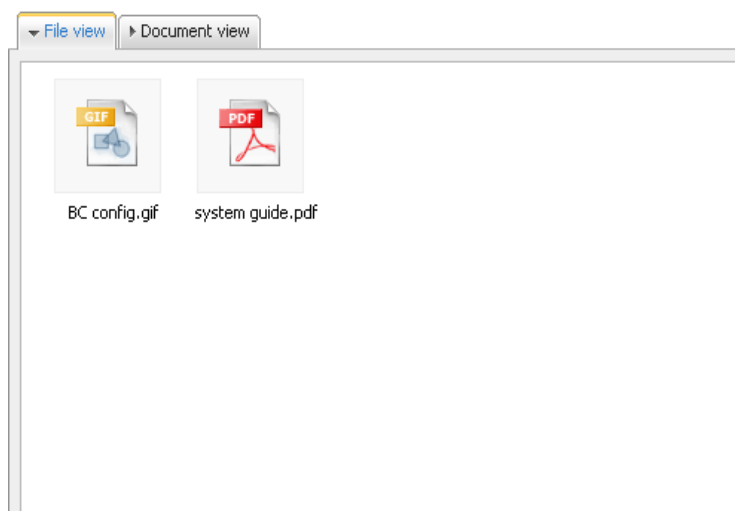 File view
Document view
GIF
PDF
BC config.gif
system guide.pdf